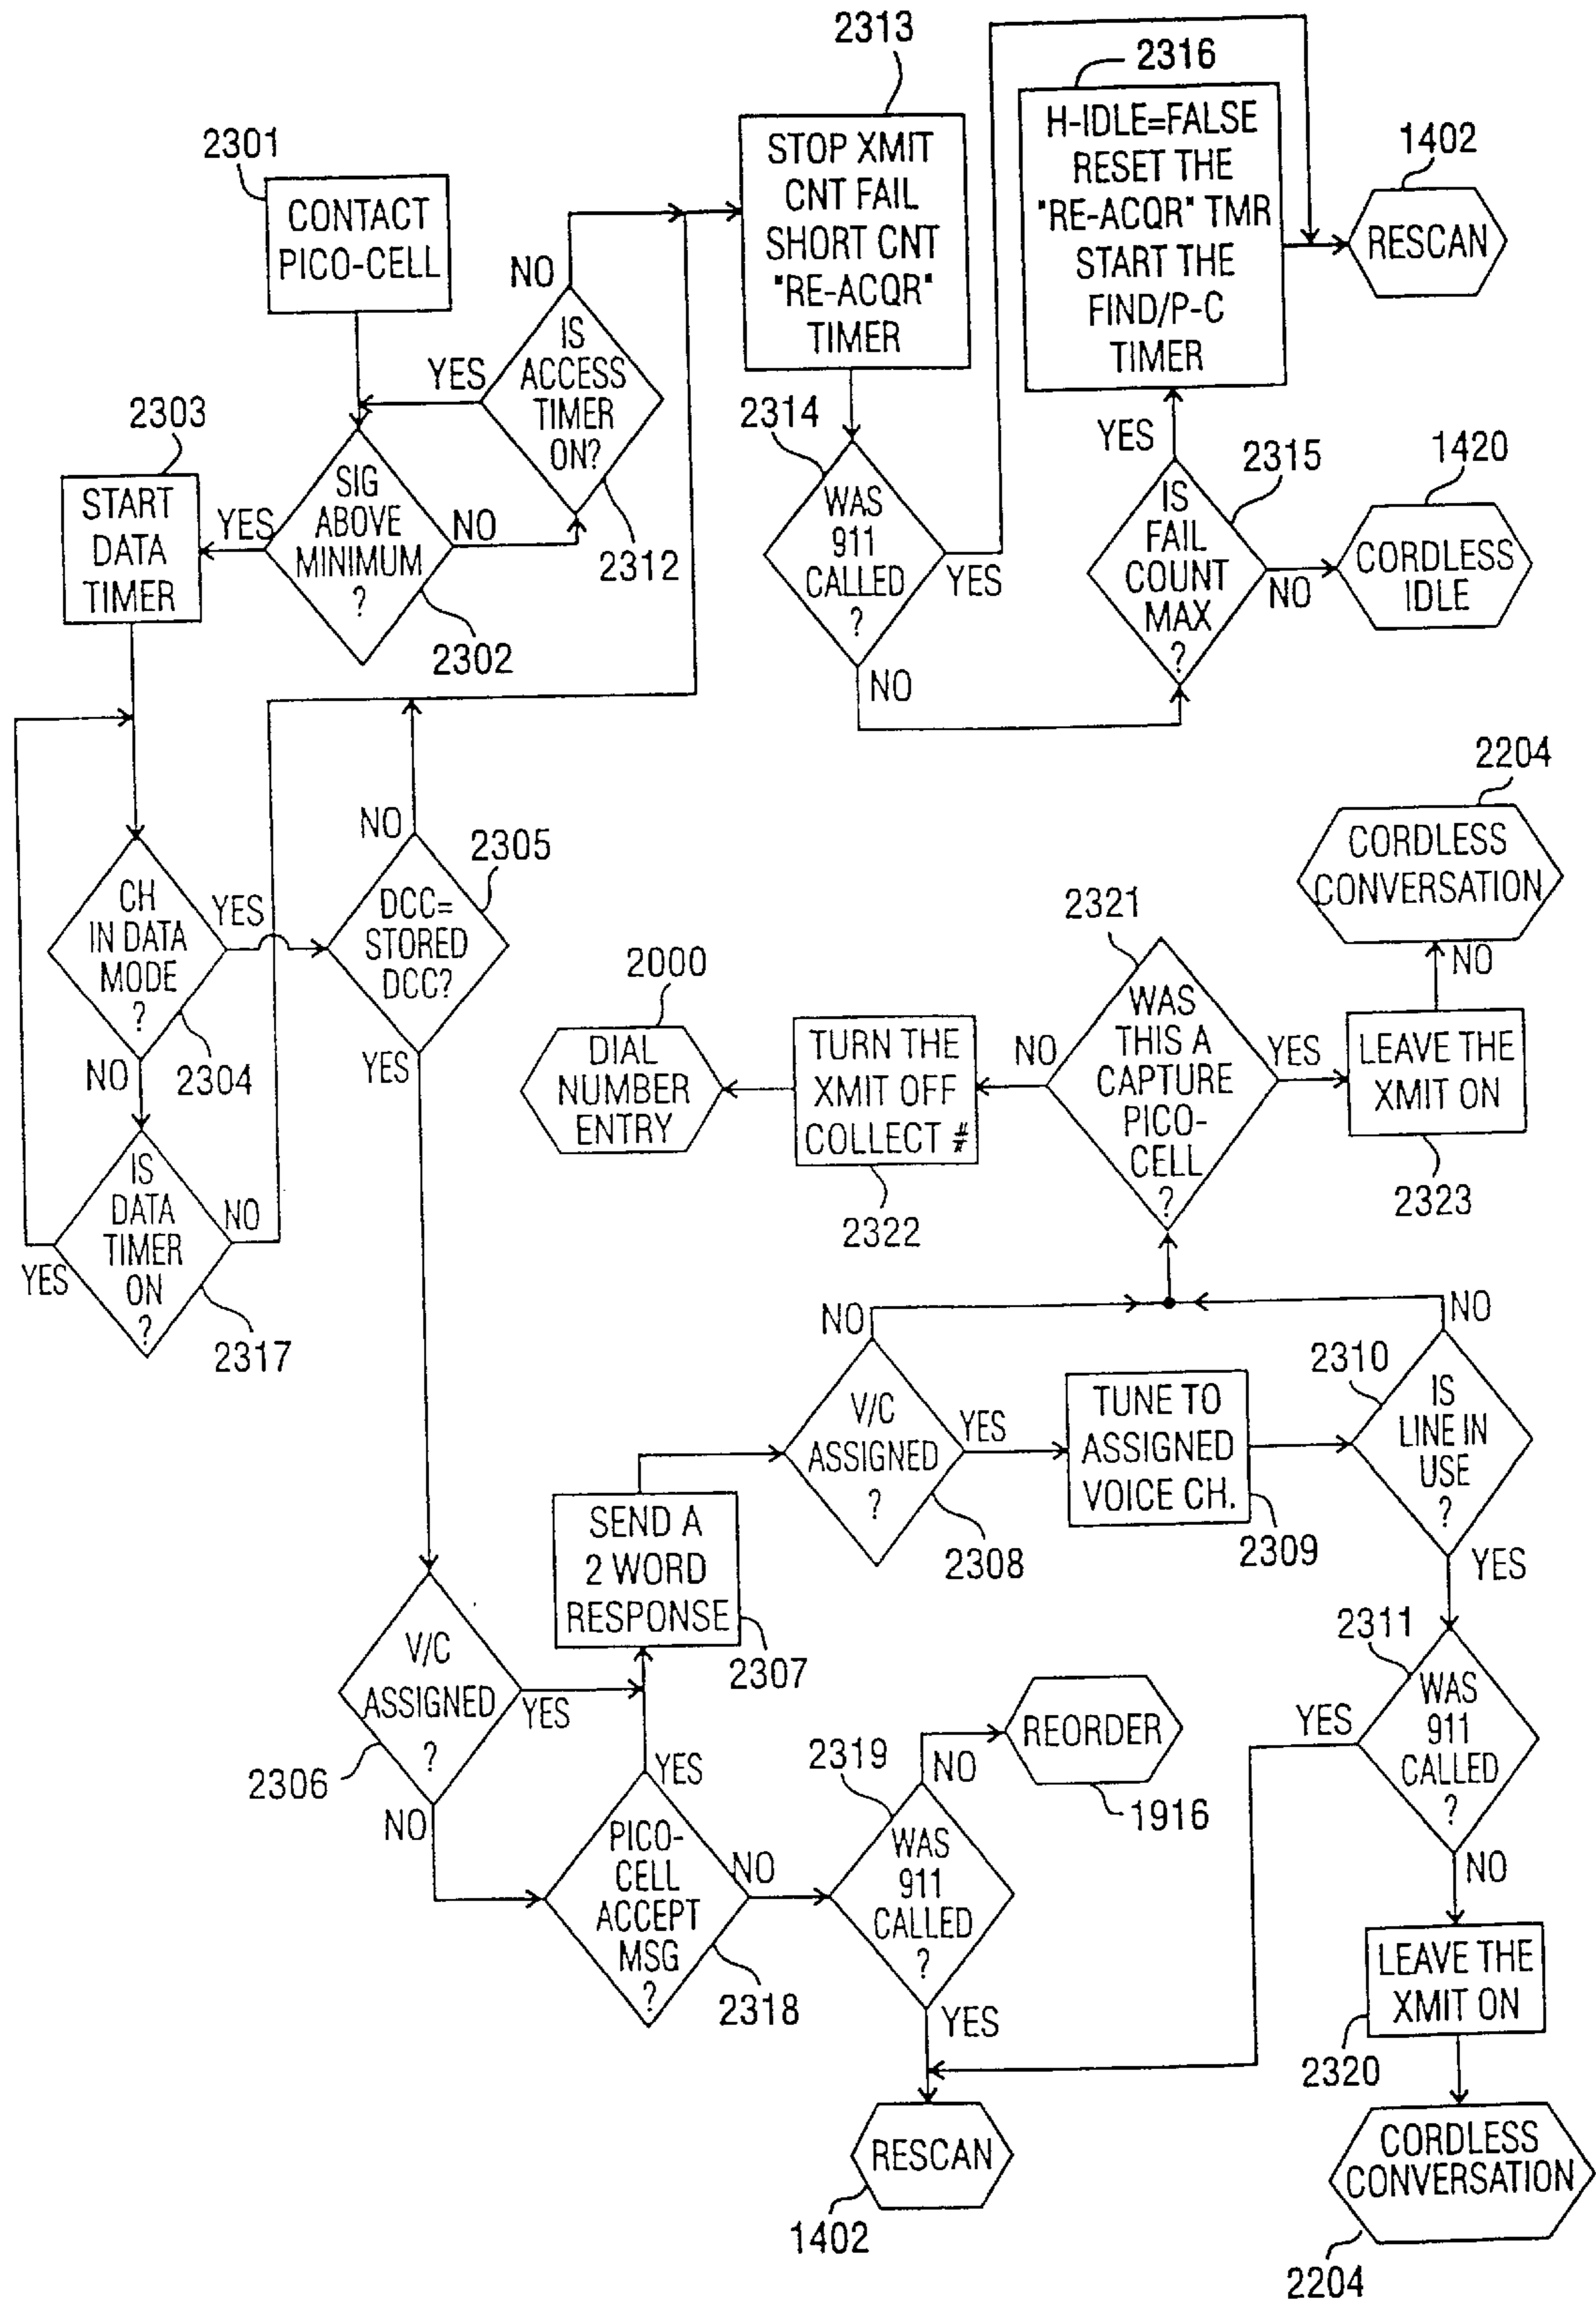 2301
CONTACT
PICO-CELL
2313
STOP XMIT
CNT FAIL
SHORT CNT
"RE-ACQR"
TIMER
2316
H-IDLE=FALSE
RESET THE
"RE-ACQR" TMR
START THE
FIND/P-C
TIMER
1402
RESCAN
NO
IS
ACCESS
TIMER
ON?
YES
2312
2303
START
DATA
TIMER
YES
SIG
ABOVE
MINIMUM
?
NO
2302
2314
WAS
911
CALLED
?
YES
NO
YES
2315
IS
FAIL
COUNT
MAX
?
NO
1420
CORDLESS
IDLE
CH
IN DATA
MODE
?
YES
NO
2304
NO
2305
DCC=
STORED
DCC?
YES
IS
DATA
TIMER
ON
?
NO
YES
2317
2204
CORDLESS
CONVERSATION
NO
2321
WAS
THIS A
CAPTURE
PICO-
CELL
?
NO
YES
LEAVE THE
XMIT ON
2323
2000
DIAL
NUMBER
ENTRY
TURN THE
XMIT OFF
COLLECT #
2322
NO
V/C
ASSIGNED
?
YES
2308
TUNE TO
ASSIGNED
VOICE CH.
2309
NO
2310
IS
LINE IN
USE
?
YES
SEND A
2 WORD
RESPONSE
2307
V/C
ASSIGNED
?
YES
2306
NO
YES
PICO-
CELL
ACCEPT
MSG
?
NO
2318
2319
WAS
911
CALLED
?
NO
YES
REORDER
1916
2311
WAS
911
CALLED
?
YES
NO
LEAVE THE
XMIT ON
2320
RESCAN
1402
CORDLESS
CONVERSATION
2204